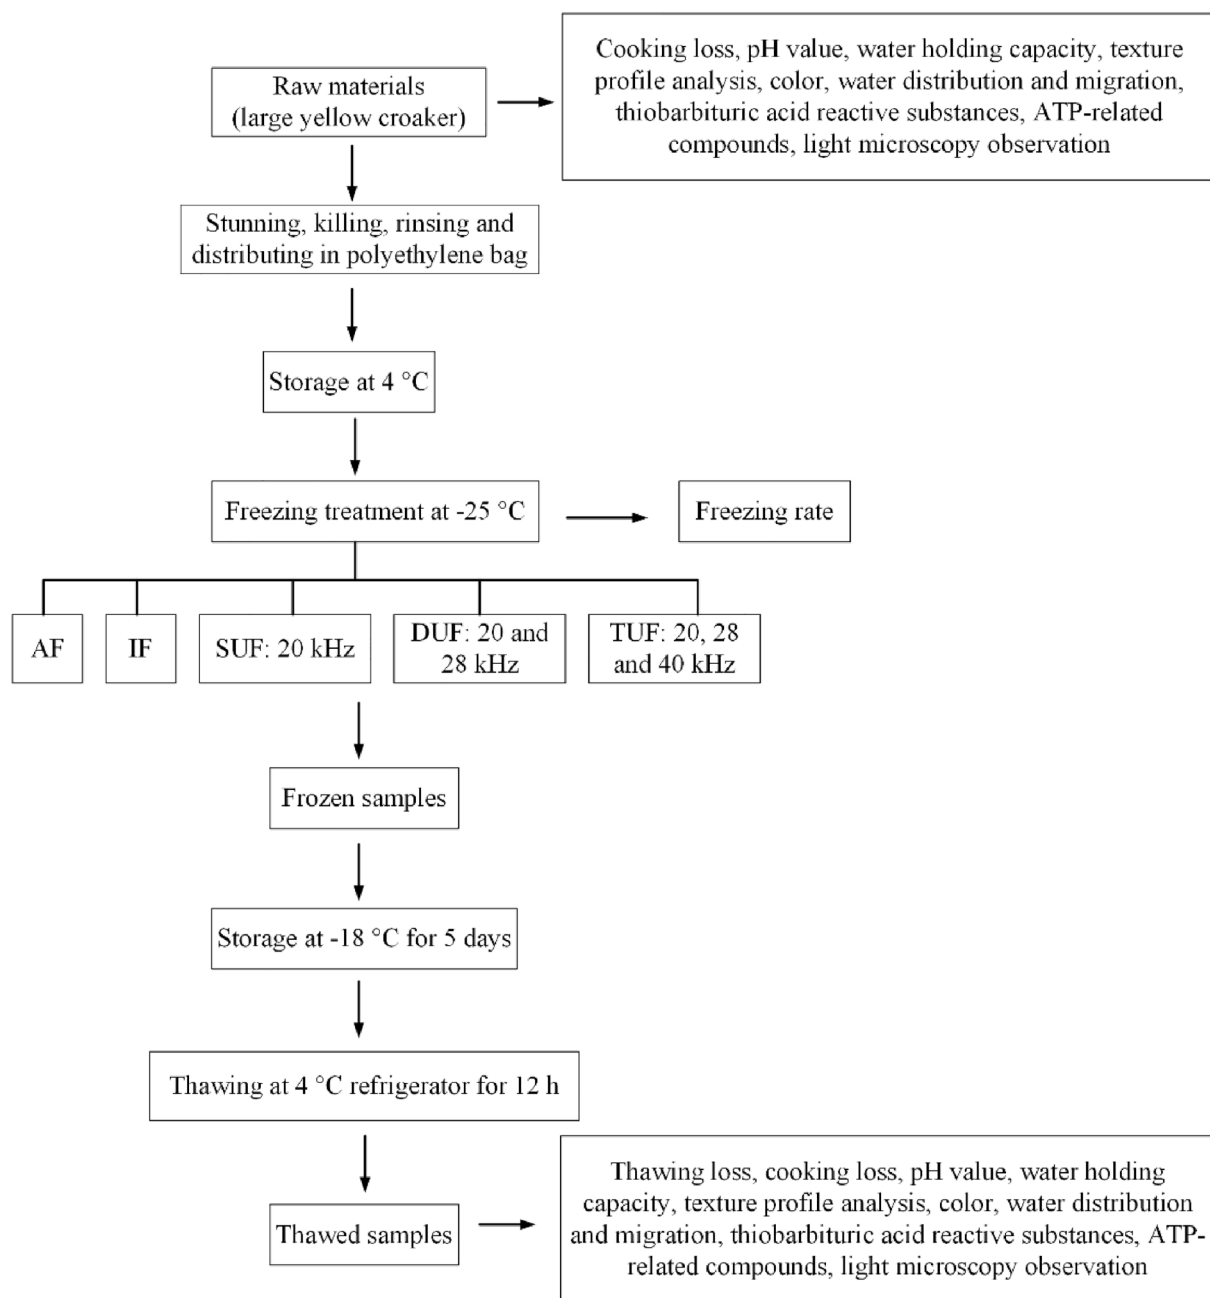 Raw materials
(large yellow croaker)
Cooking loss, pH value, water holding capacity, texture
profile analysis, color, water distribution and migration,
thiobarbituric acid reactive substances, ATP-related
compounds, light microscopy observation
Stunning, killing, rinsing and
distributing in polyethylene bag
Storage at 4 °C
Freezing treatment at -25 °C
Freezing rate
AF
IF
SUF: 20 kHz
DUF: 20 and
28 kHz
TUF: 20, 28
and 40 kHz
Frozen samples
Storage at -18 °C for 5 days
Thawing at 4 °C refrigerator for 12 h
Thawed samples
Thawing loss, cooking loss, pH value, water holding
capacity, texture profile analysis, color, water distribution
and migration, thiobarbituric acid reactive substances, ATP-
related compounds, light microscopy observation